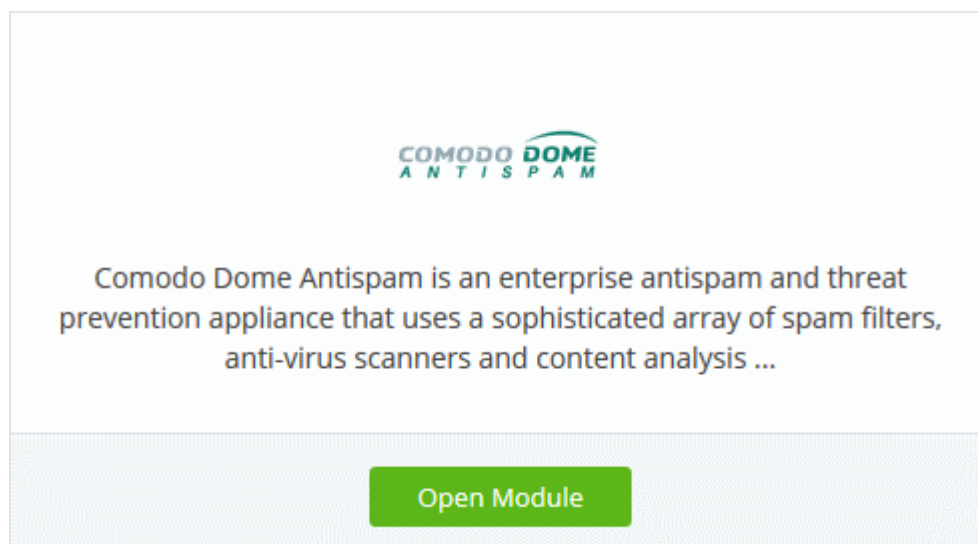 COMODO DOME
ANTISPAM
Comodo Dome Antispam is an enterprise antispam and threat
prevention appliance that uses a sophisticated array of spam filters,
anti-virus scanners and content analysis ...
Open Module